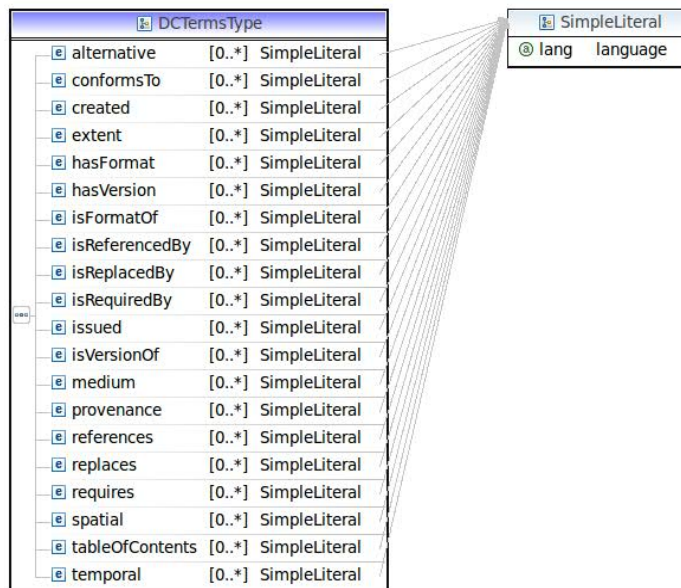 DCTermsType
alternative [0..*] SimpleLiteral
conformsTo [0..*] SimpleLiteral
created [0..*] SimpleLiteral
extent [0..*] SimpleLiteral
hasFormat [0..*] SimpleLiteral
hasVersion [0..*] SimpleLiteral
isFormatOf [0..*] SimpleLiteral
isReferencedBy [0..*] SimpleLiteral
isReplacedBy [0..*] SimpleLiteral
isRequiredBy [0..*] SimpleLiteral
issued [0..*] SimpleLiteral
isVersionOf [0..*] SimpleLiteral
medium [0..*] SimpleLiteral
provenance [0..*] SimpleLiteral
references [0..*] SimpleLiteral
replaces [0..*] SimpleLiteral
requires [0..*] SimpleLiteral
spatial [0..*] SimpleLiteral
tableOfContents [0..*] SimpleLiteral
temporal [0..*] SimpleLiteral
SimpleLiteral
lang language